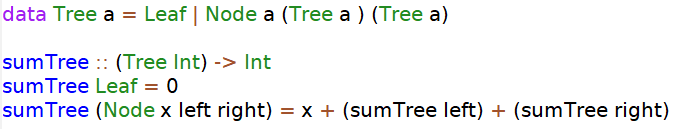 data Tree a = Leaf | Node a (Tree a ) (Tree a)
sumTree :: (Tree Int) -> Int
sumTree Leaf = 0
sumTree (Node x left right) = x + (sumTree left) + (sumTree right)